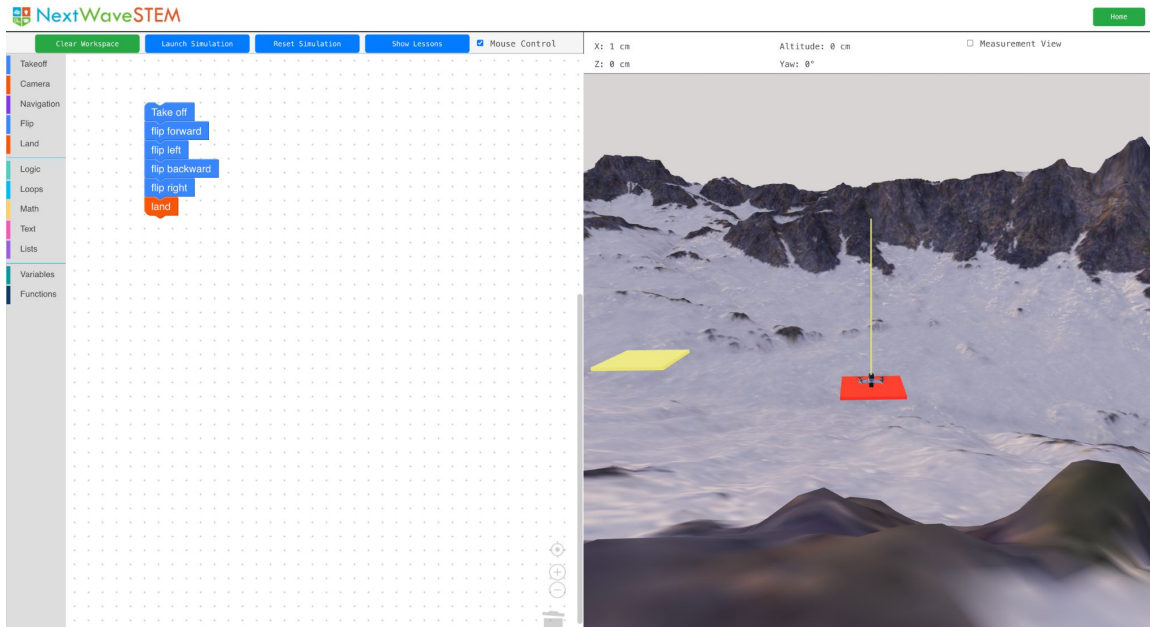 NextWaveSTEM
Home
Clear Workspace
Launch Simulation
Reset Simulation
Show Lessons
Mouse Control
X: 1 cm
Altitude: 0 cm
Measurement View
Z: 0 cm
Yaw: 0°
Takeoff
Camera
Navigation
Flip
Land
Logic
Loops
Math
Text
Lists
Variables
Functions
Take off
flip forward
flip left
flip backward
flip right
land